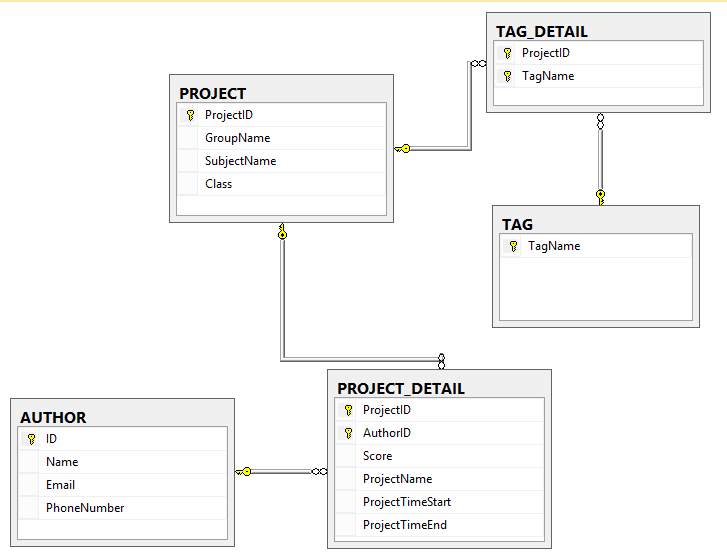 TAG_DETAIL
ProjectID
TagName
PROJECT
ProjectID
GroupName
SubjectName
Class
TAG
TagName
PROJECT_DETAIL
ProjectID
AuthorID
Score
ProjectName
ProjectTimeStart
ProjectTimeEnd
AUTHOR
ID
Name
Email
PhoneNumber